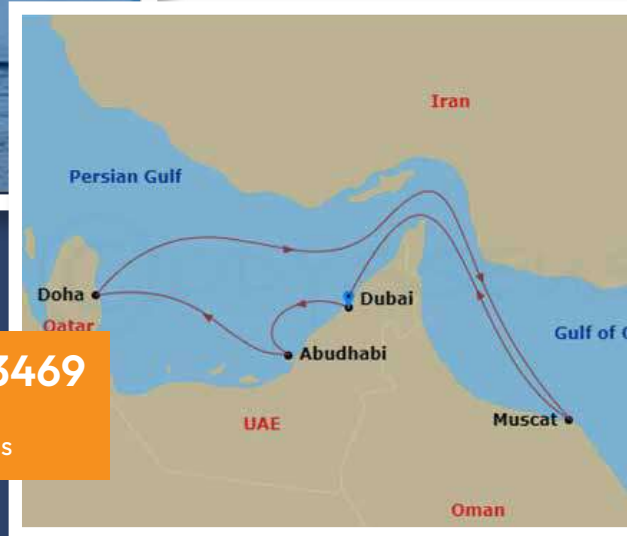 Iran
Persian Gulf
Doha
Dubai
Qatar
Gulf of
Abudhabi
3469
s
UAE
Muscat
Oman